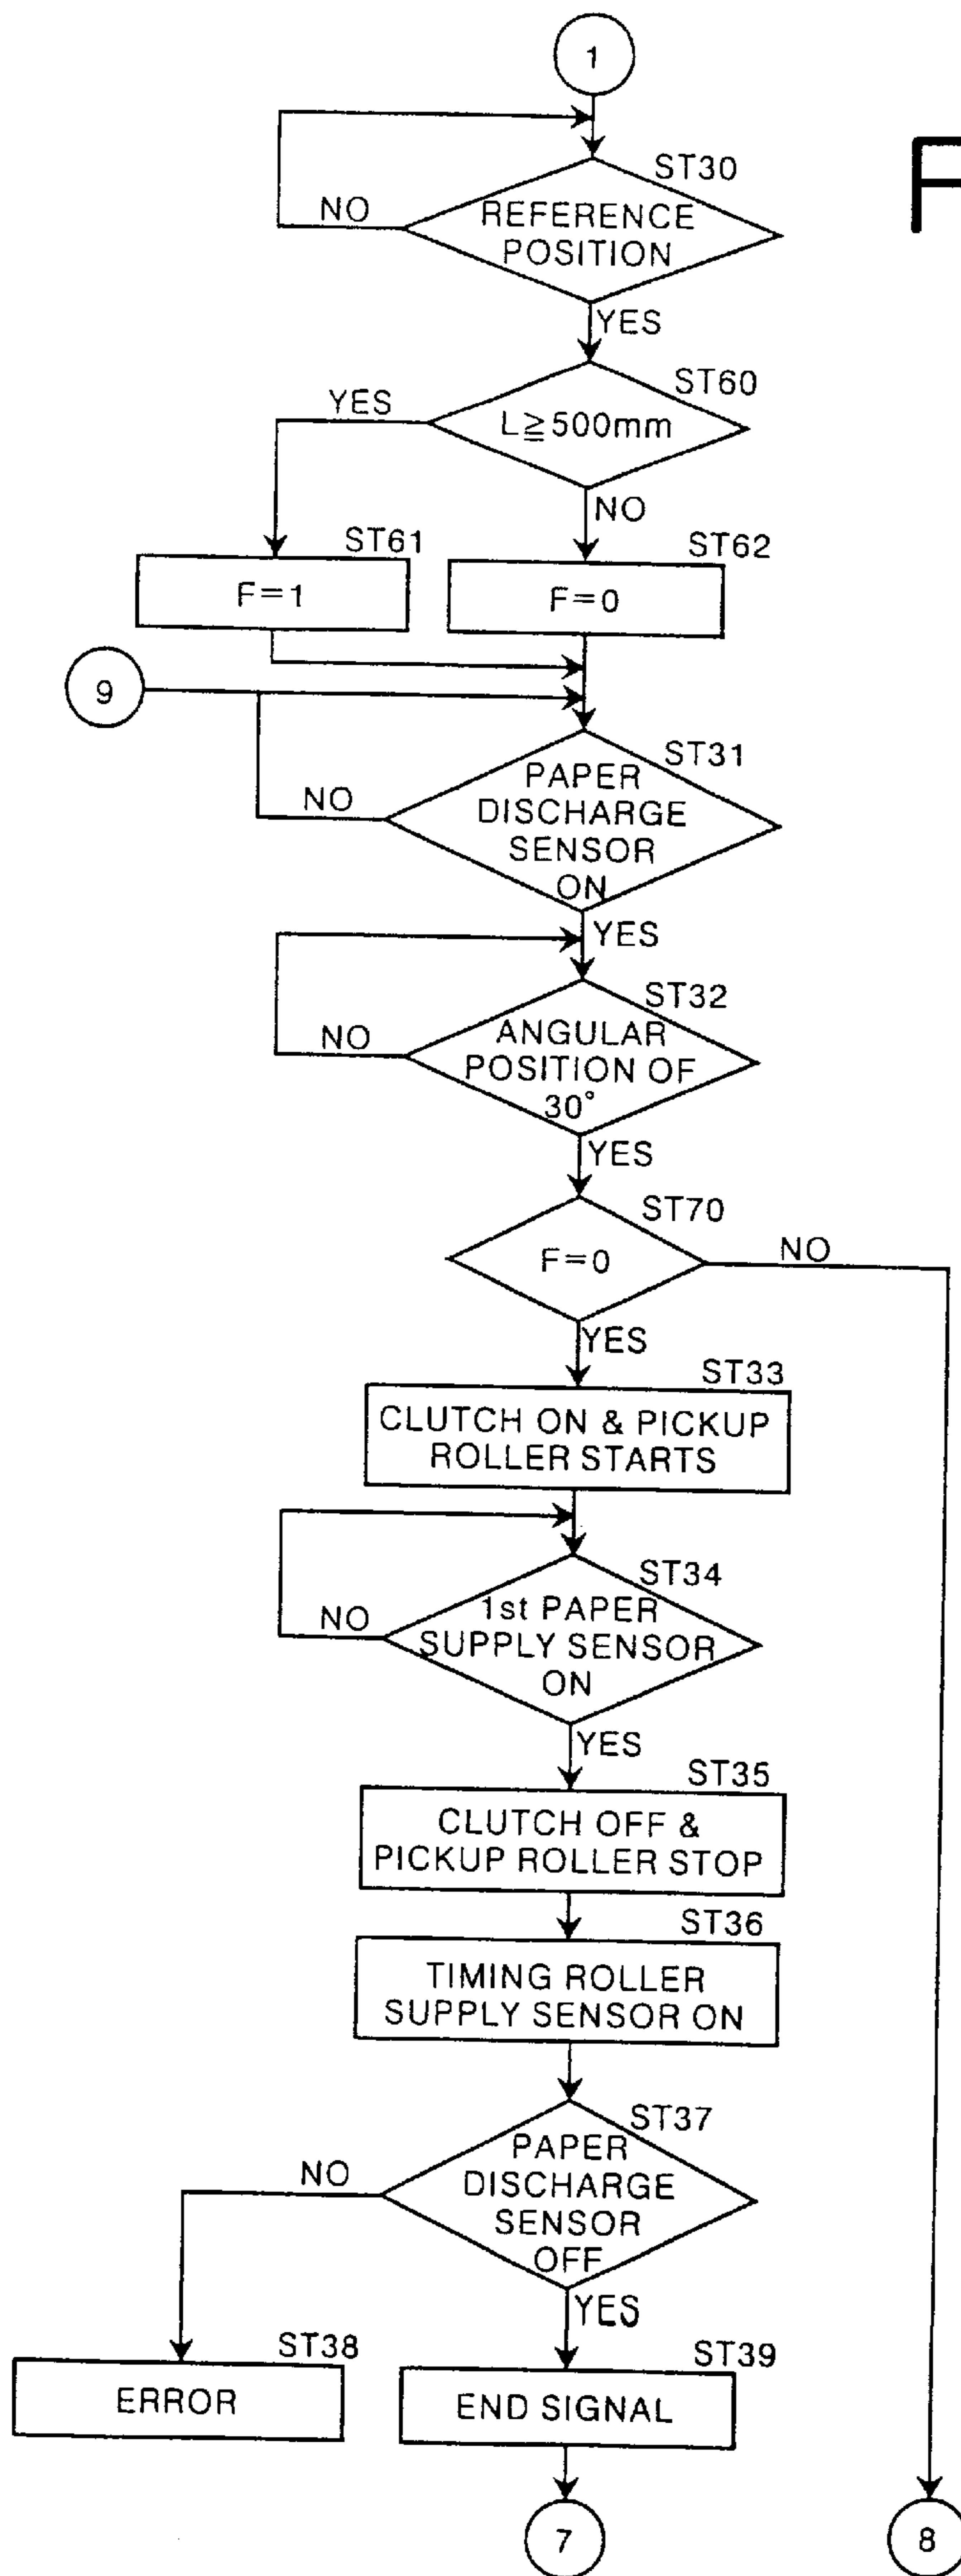 1
ST30
NO
REFERENCE
POSITION
YES
ST60
YES
L≧500mm
NO
ST61
ST62
F=1
F=0
9
ST31
PAPER
NO
DISCHARGE
SENSOR
ON
YES
ST32
NO
ANGULAR
POSITION OF
30°
YES
ST70
F=0
NO
YES
ST33
CLUTCH ON & PICKUP
ROLLER STARTS
ST34
NO
1st PAPER
SUPPLY SENSOR
ON
YES
ST35
CLUTCH OFF &
PICKUP ROLLER STOP
ST36
TIMING ROLLER
SUPPLY SENSOR ON
ST37
NO
PAPER
DISCHARGE
SENSOR
OFF
YES
ST38
ST39
ERROR
END SIGNAL
7
8